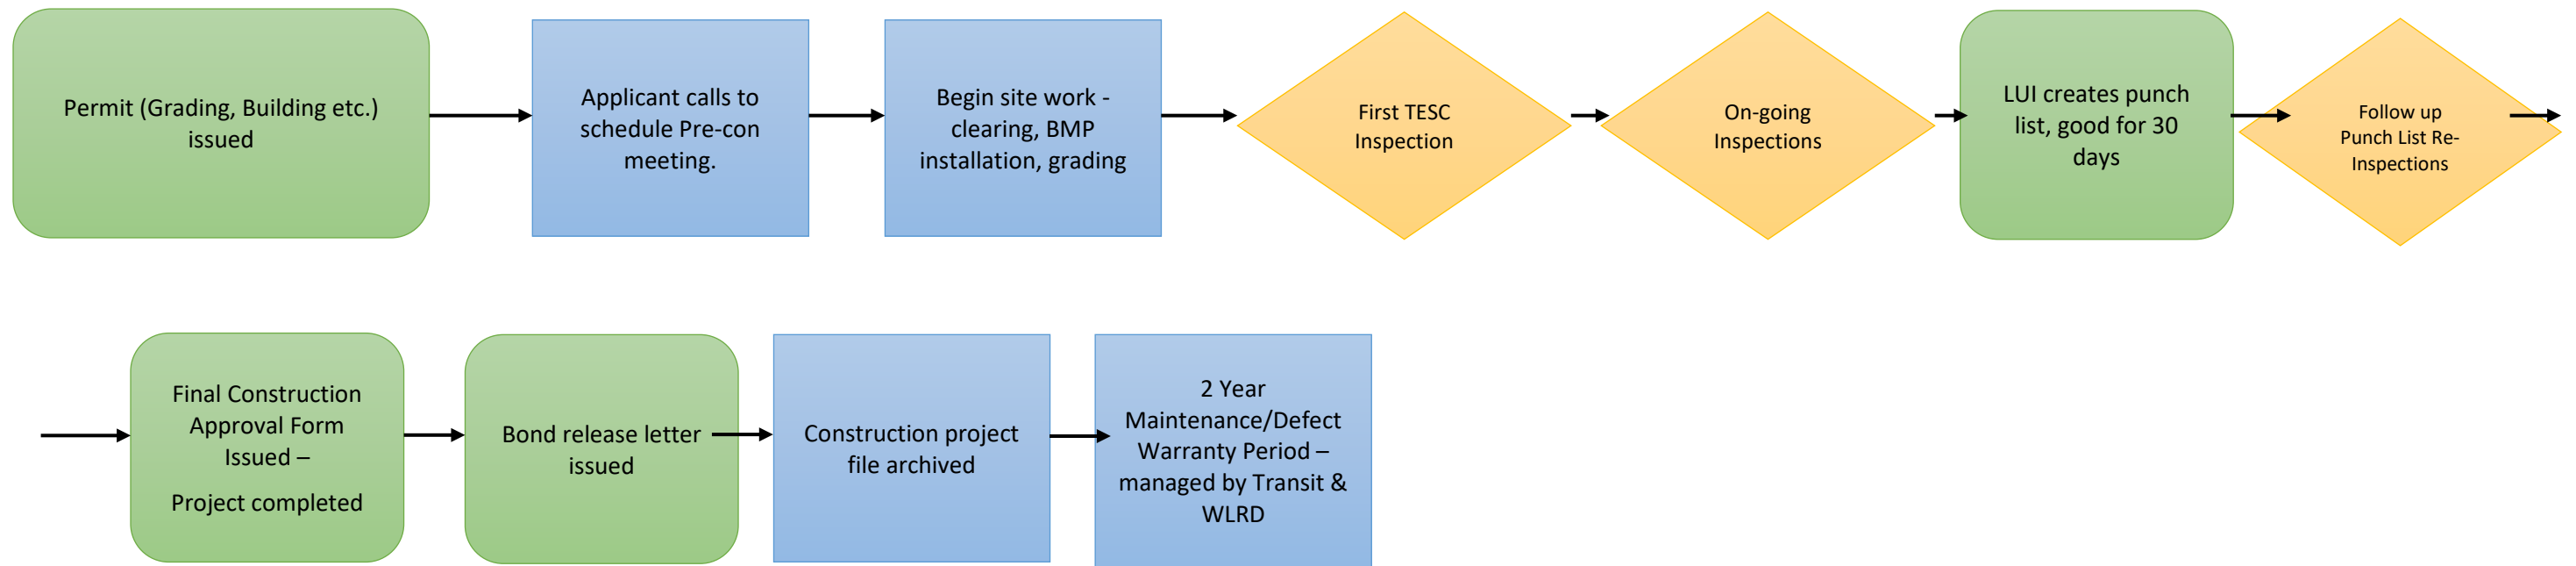 Permit (Grading, Building etc.)
issued
Applicant calls to
schedule Pre-con
meeting.
Begin site work -
clearing, BMP
installation, grading
First TESC
Inspection
On-going
Inspections
LUI creates punch
list, good for 30
days
Follow up
Punch List Re-
Inspections
Final Construction
Approval Form
Issued –
Project completed
Bond release letter
issued
Construction project
file archived
2 Year
Maintenance/Defect
Warranty Period –
managed by Transit &
WLRD